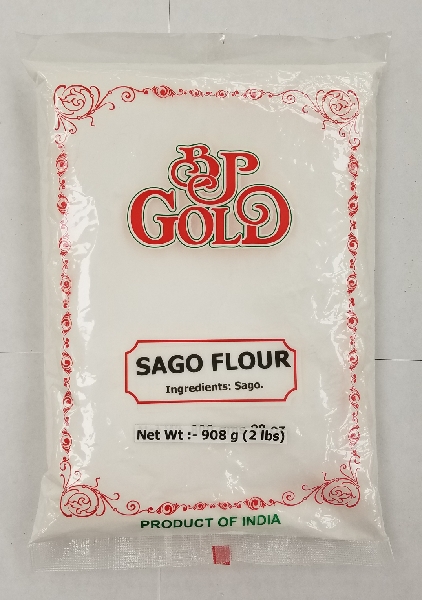 BJP
GOLD
SAGO FLOUR
Ingredients: Sago.
Net Wt :- 908 g (2 lbs)
PRODUCT OF INDIA